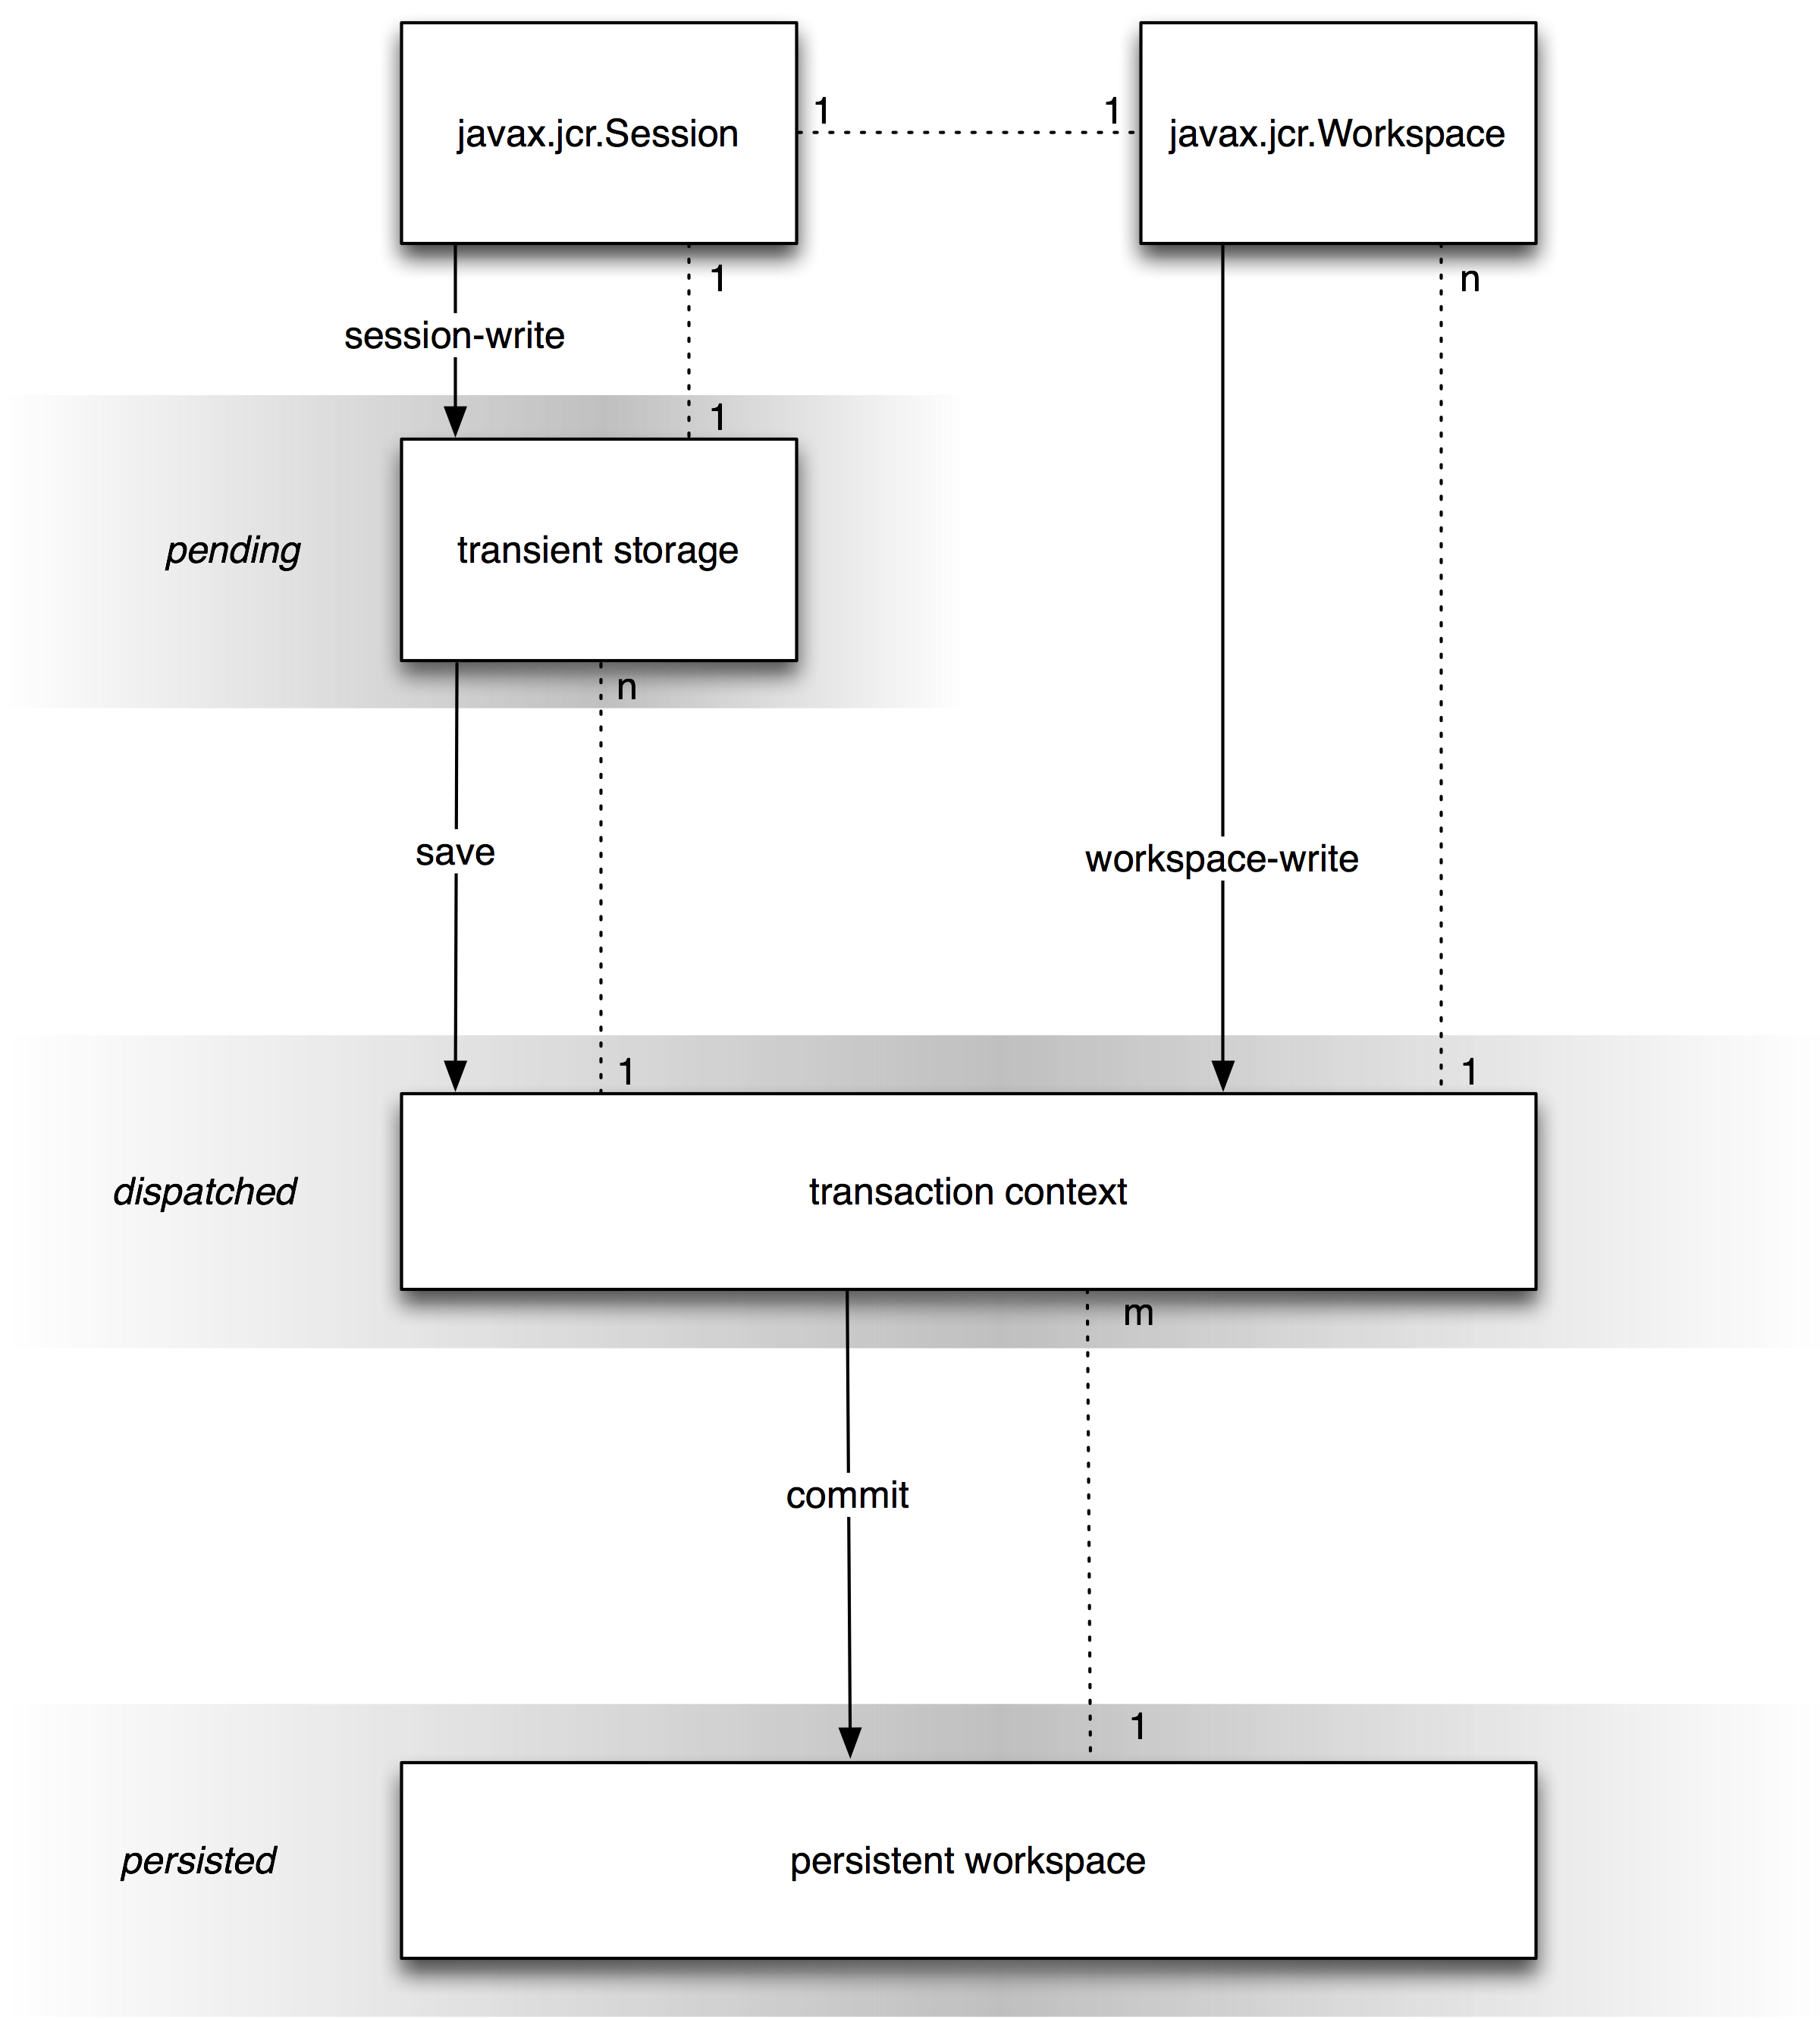 javax.jcr.Session
1
1
javax.jcr.Workspace
1
n
session-write
1
pending
transient storage
n
save
workspace-write
1
1
dispatched
transaction context
m
commit
1
persisted
persistent workspace